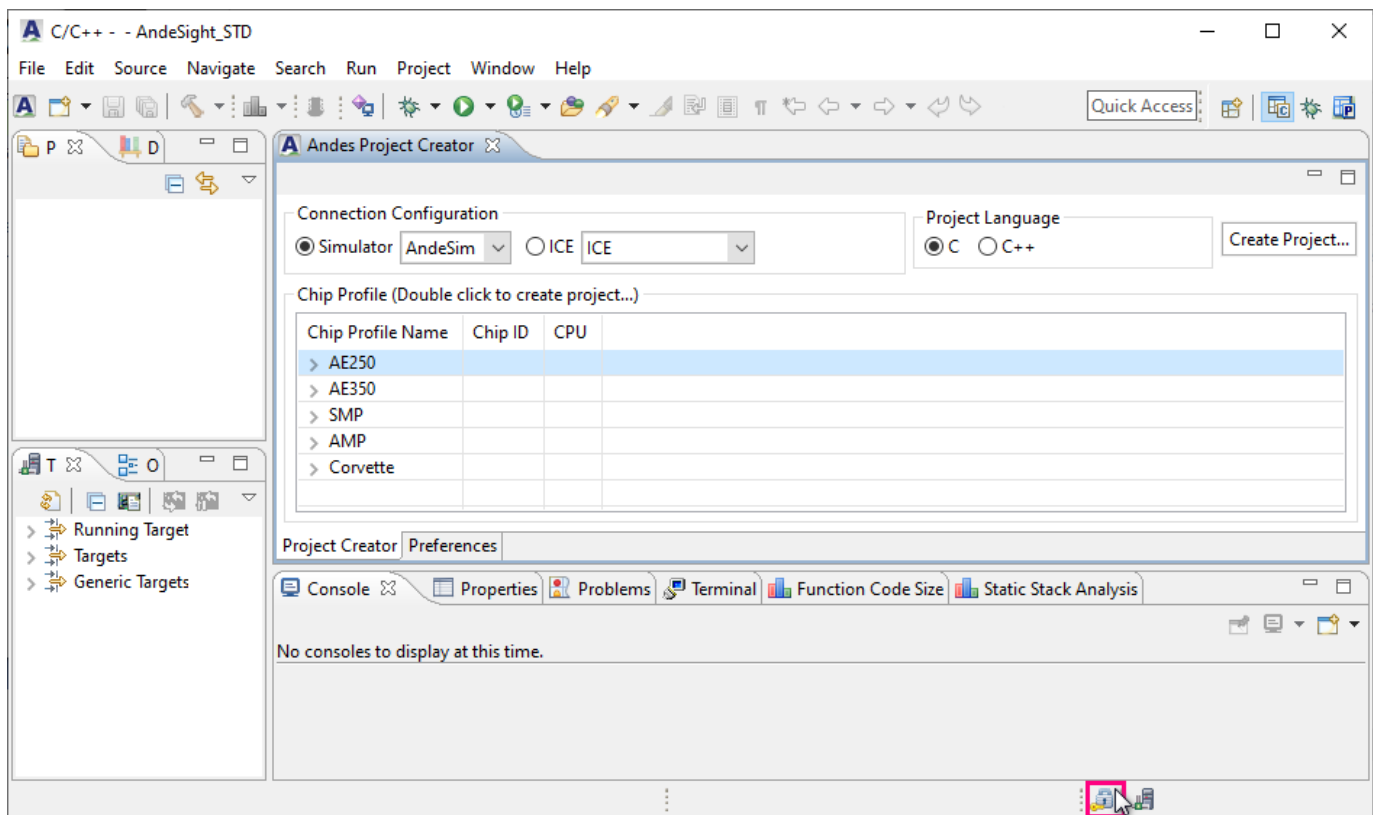 C/C++ - - AndeSight_STD
File Edit Source Navigate Search Run Project Window Help
Quick Access
P D
Andes Project Creator
Connection Configuration
Simulator AndeSim ICE ICE
Project Language
C C++
Create Project...
Chip Profile (Double click to create project...)
Chip Profile Name Chip ID CPU
AE250
AE350
SMP
AMP
Corvette
Project Creator Preferences
T O
Running Target
Targets
Generic Targets
Console Properties Problems Terminal Function Code Size Static Stack Analysis
No consoles to display at this time.